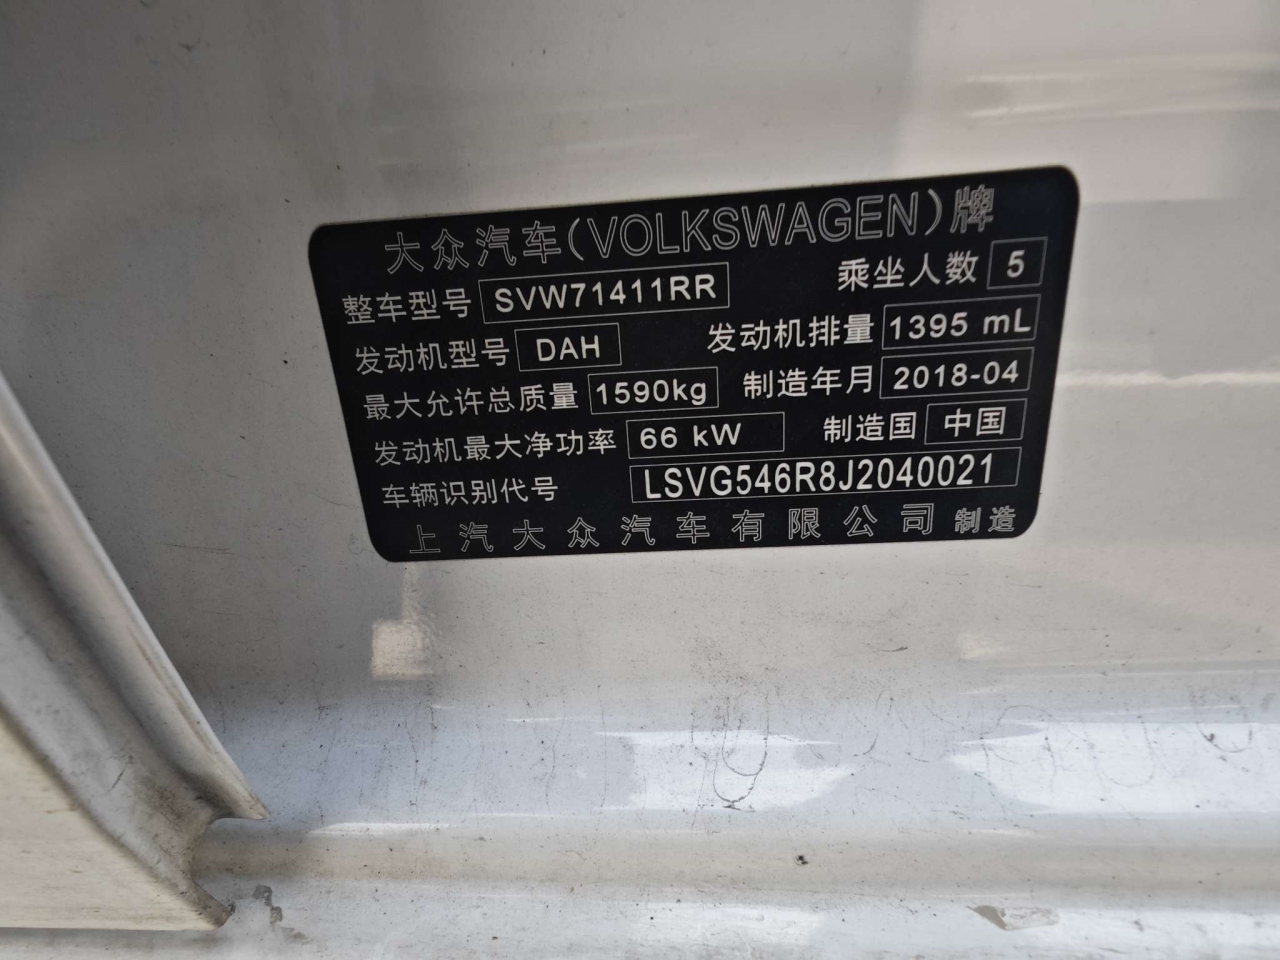 大众汽车(VOLKSWAGEN)牌
整车型号 SVW71411RR 乘坐人数 5
发动机型号 DAH 发动机排量 1395 mL
最大允许总质量 1590kg 制造年月 2018-04
发动机最大净功率 66 kW 制造国 中国
车辆识别代号 LSVG546R8J2040021
上汽大众汽车有限公司 制造